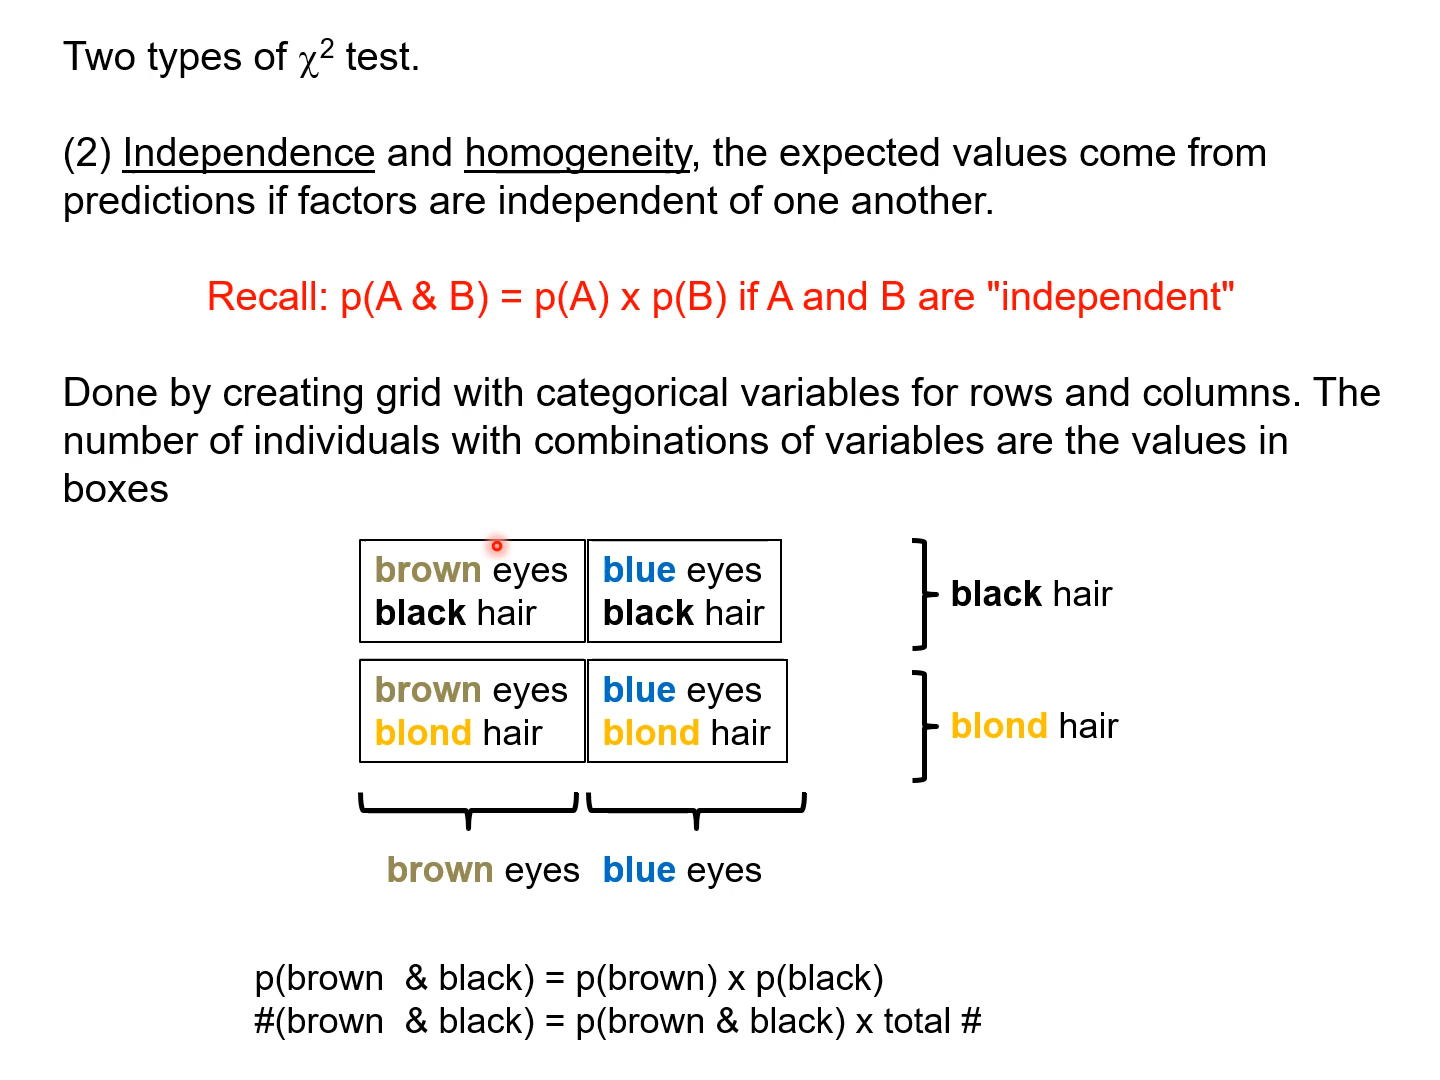 Two types of χ² test.
(2) Independence and homogeneity, the expected values come from
predictions if factors are independent of one another.
Recall: p(A & B) = p(A) x p(B) if A and B are "independent"
Done by creating grid with categorical variables for rows and columns. The
number of individuals with combinations of variables are the values in
boxes
brown eyes
black hair
blue eyes
black hair
black hair
brown eyes
blond hair
blue eyes
blond hair
blond hair
brown eyes
blue eyes
p(brown & black) = p(brown) x p(black)
#(brown & black) = p(brown & black) x total #